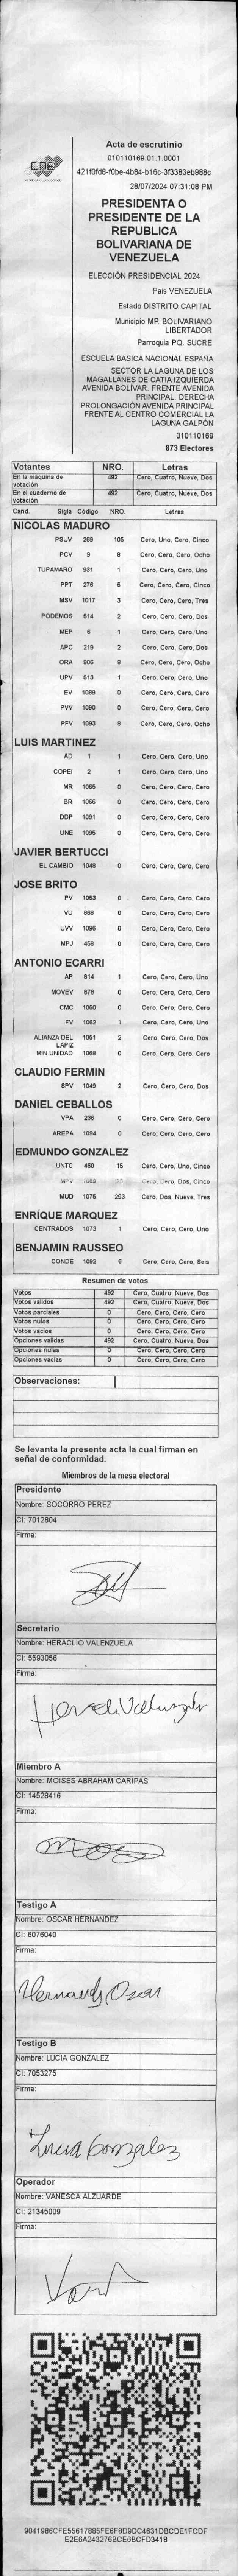 CNE
Acta de escrutinio
010110169.01.1.0001
421f0fd8-f0be-4b84-b16c-3f3383eb988c
28/07/2024 07:31:08 PM
PRESIDENTA O
PRESIDENTE DE LA
REPUBLICA
BOLIVARIANA DE
VENEZUELA
ELECCIÓN PRESIDENCIAL 2024
Pais VENEZUELA
Estado DISTRITO CAPITAL
Municipio MP. BOLIVARIANO
LIBERTADOR
Parroquia PQ. SUCRE
ESCUELA BASICA NACIONAL ESPAÑA
SECTOR LA LAGUNA DE LOS
MAGALLANES DE CATIA IZQUIERDA
AVENIDA BOLÍVAR. FRENTE AVENIDA
PRINCIPAL. DERECHA
PROLONGACIÓN AVENIDA PRINCIPAL
FRENTE AL CENTRO COMERCIAL LA
LAGUNA GALPÓN
010110169
873 Electores
Votantes NRO. Letras
En la máquina de votación 492 Cero, Cuatro, Nueve, Dos
En el cuaderno de votación 492 Cero, Cuatro, Nueve, Dos
Cand. Sigla Código NRO. Letras
NICOLAS MADURO
PSUV 269 105 Cero, Uno, Cero, Cinco
PCV 9 8 Cero, Cero, Cero, Ocho
TUPAMARO 931 1 Cero, Cero, Cero, Uno
PPT 276 5 Cero, Cero, Cero, Cinco
MSV 1017 3 Cero, Cero, Cero, Tres
PODEMOS 514 2 Cero, Cero, Cero, Dos
MEP 6 1 Cero, Cero, Cero, Uno
APC 219 2 Cero, Cero, Cero, Dos
ORA 906 8 Cero, Cero, Cero, Ocho
UPV 513 1 Cero, Cero, Cero, Uno
EV 1089 0 Cero, Cero, Cero, Cero
PVV 1090 0 Cero, Cero, Cero, Cero
PFV 1093 8 Cero, Cero, Cero, Ocho
LUIS MARTINEZ
AD 1 1 Cero, Cero, Cero, Uno
COPEI 2 1 Cero, Cero, Cero, Uno
MR 1065 0 Cero, Cero, Cero, Cero
BR 1066 0 Cero, Cero, Cero, Cero
DDP 1091 0 Cero, Cero, Cero, Cero
UNE 1095 0 Cero, Cero, Cero, Cero
JAVIER BERTUCCI
EL CAMBIO 1048 0 Cero, Cero, Cero, Cero
JOSE BRITO
PV 1053 0 Cero, Cero, Cero, Cero
VU 868 0 Cero, Cero, Cero, Cero
UVV 1096 0 Cero, Cero, Cero, Cero
MPJ 458 0 Cero, Cero, Cero, Cero
ANTONIO ECARRI
AP 814 1 Cero, Cero, Cero, Uno
MOVEV 878 0 Cero, Cero, Cero, Cero
CMC 1050 0 Cero, Cero, Cero, Cero
FV 1062 1 Cero, Cero, Cero, Uno
ALIANZA DEL LAPIZ 1051 2 Cero, Cero, Cero, Dos
MIN UNIDAD 1058 0 Cero, Cero, Cero, Cero
CLAUDIO FERMIN
SPV 1049 2 Cero, Cero, Cero, Dos
DANIEL CEBALLOS
VPA 236 0 Cero, Cero, Cero, Cero
AREPA 1094 0 Cero, Cero, Cero, Cero
EDMUNDO GONZALEZ
UNTC 460 15 Cero, Cero, Uno, Cinco
Cero, Dos, Cinco
MUD 1075 293 Cero, Dos, Nueve, Tres
ENRIQUE MARQUEZ
CENTRADOS 1073 1 Cero, Cero, Cero, Uno
BENJAMIN RAUSSEO
CONDE 1092 6 Cero, Cero, Cero, Seis
Resumen de votos
Votos 492 Cero, Cuatro, Nueve, Dos
Votos validos 492 Cero, Cuatro, Nueve, Dos
Votos parciales 0 Cero, Cero, Cero, Cero
Votos nulos 0 Cero, Cero, Cero, Cero
Votos vacios 0 Cero, Cero, Cero, Cero
Opciones validas 492 Cero, Cuatro, Nueve, Dos
Opciones nulas 0 Cero, Cero, Cero, Cero
Opciones vacias 0 Cero, Cero, Cero, Cero
Observaciones:
Se levanta la presente acta la cual firman en
señal de conformidad.
Miembros de la mesa electoral
Presidente
Nombre: SOCORRO PEREZ
CI: 7012804
Firma:
Secretario
Nombre: HERACLIO VALENZUELA
CI: 5593056
Firma:
Miembro A
Nombre: MOISES ABRAHAM CARIPAS
CI: 14528416
Firma:
Testigo A
Nombre: OSCAR HERNANDEZ
CI: 6076040
Firma:
Hernandez Oscar
Testigo B
Nombre: LUCIA GONZALEZ
CI: 7053275
Firma:
Lucia Gonzalez
Operador
Nombre: VANESCA ALZUARDE
CI: 21345009
Firma:
9041986CFE55617885FE6F8D9DC4631DBCDE1FCDF
E2E6A243276BCE6BCFD3418